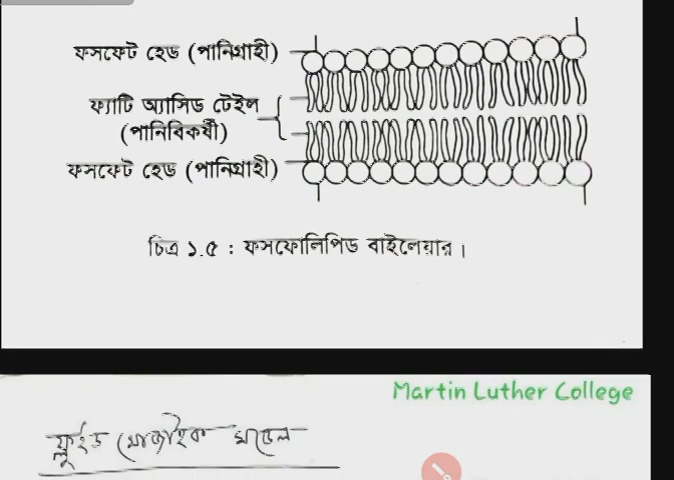 ফসফেট হেড (পানিগ্রাহী)
ফ্যাটি অ্যাসিড টেইল
(পানিবিকর্ষী)
ফসফেট হেড (পানিগ্রাহী)
চিত্র ১.৫ : ফসফোলিপিড বাইলেয়ার।
Martin Luther College
ফ্লুইড মোজাইক মডেল